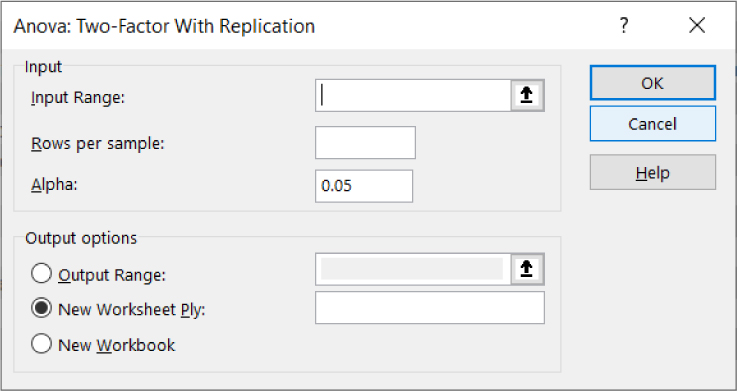 Anova: Two-Factor With Replication ?
Input
Input Range:
Rows per sample:
Alpha: 0.05
OK
Cancel
Help
Output options
Output Range:
New Worksheet Ply:
New Workbook